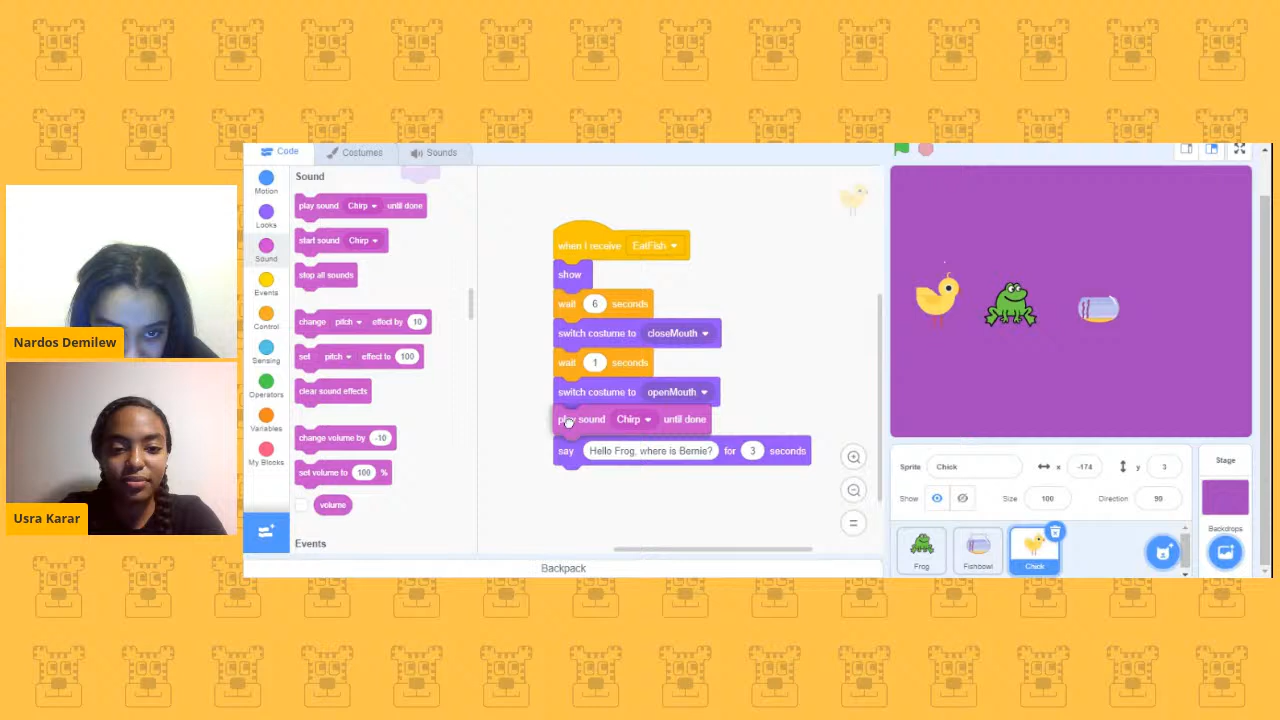 Nardos Demilew
Usra Karar
Code
Costumes
Sounds
Motion
Looks
Sound
Events
Control
Sensing
Operators
Variables
My Blocks
Sound
play sound Chirp until done
start sound Chirp
stop all sounds
change pitch effect by 10
set pitch effect to 100
clear sound effects
change volume by -10
set volume to 100 %
volume
Events
when I receive EatFish
show
wait 6 seconds
switch costume to closeMouth
wait 1 seconds
switch costume to openMouth
play sound Chirp until done
say Hello Frog, where is Bernie? for 3 seconds
Backpack
Sprite Chick x -174 y 3
Show Size 100 Direction 90
Frog
Fishbowl
Chick
Stage
Backdrops